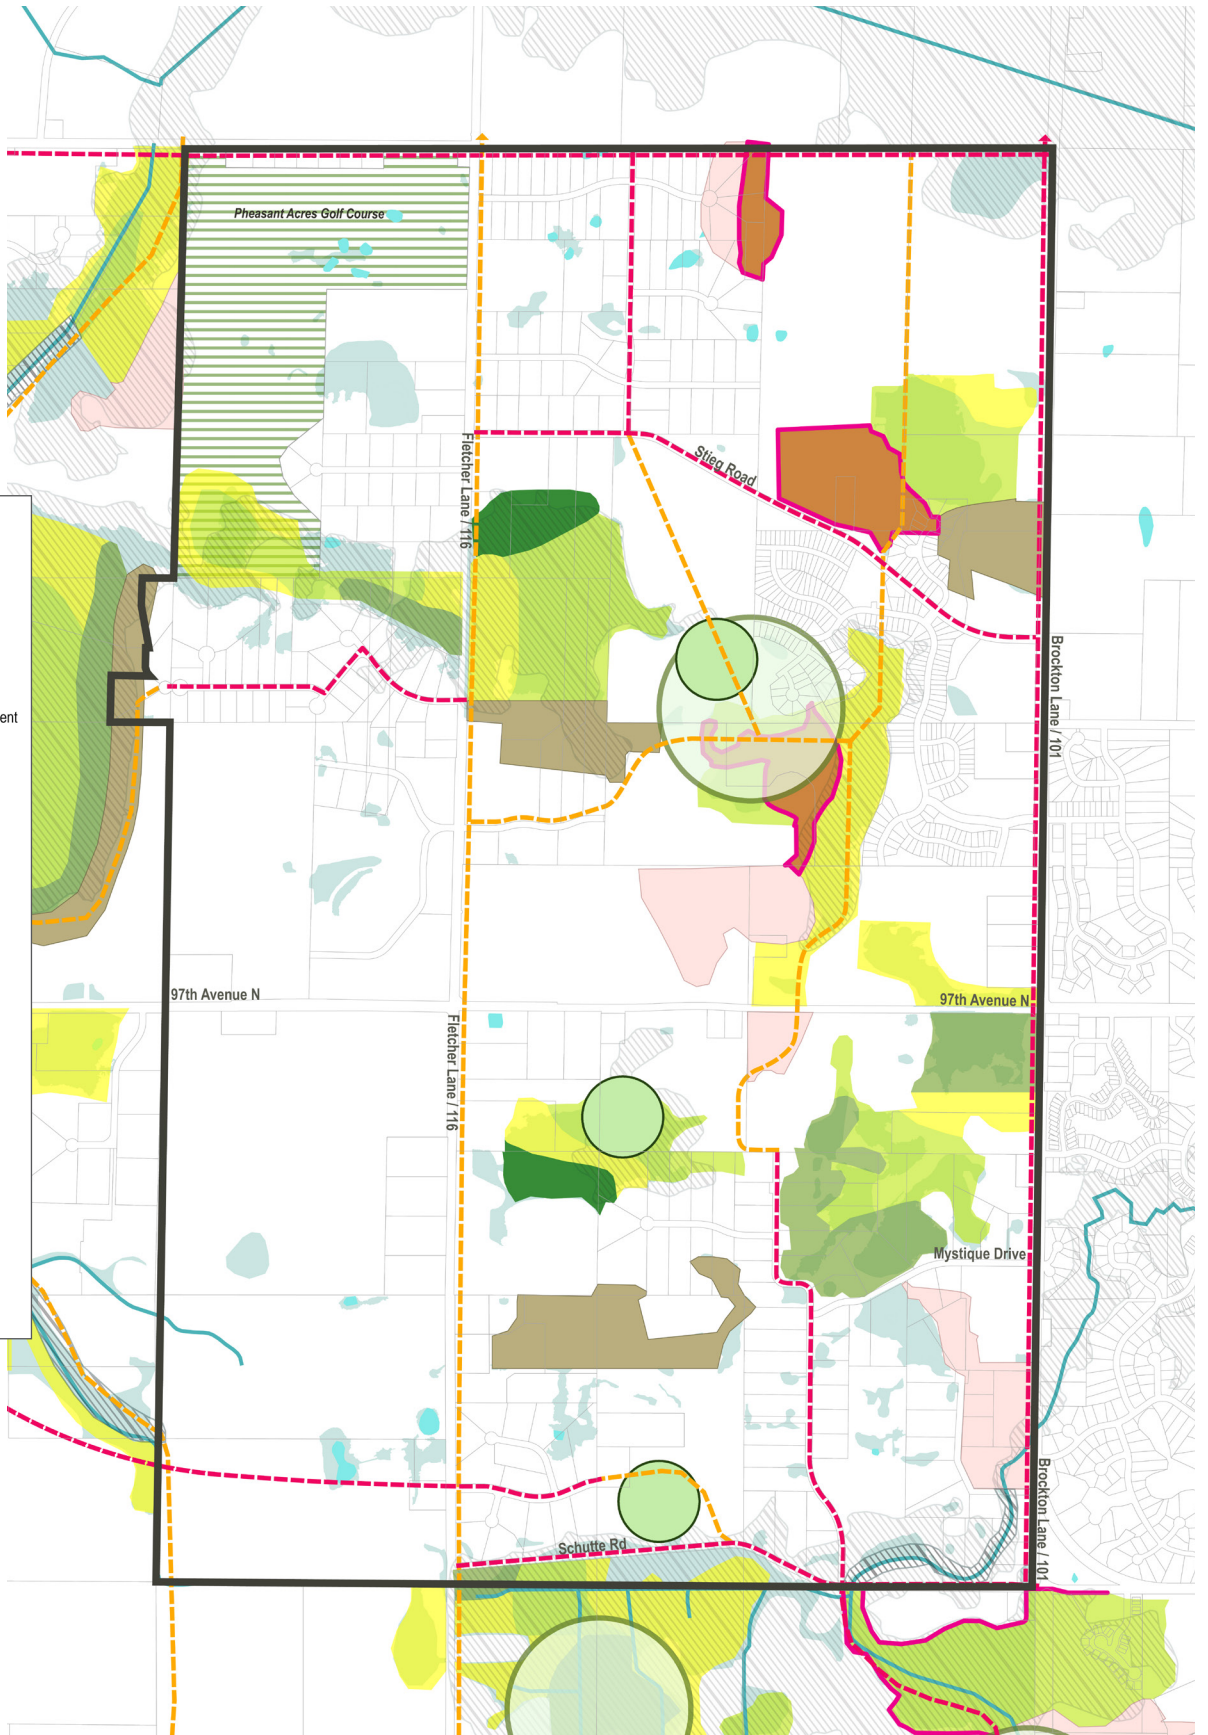 Pheasant Acres Golf Course
Fletcher Lane / 116
Stieg Road
Brockton Lane / 101
ent
97th Avenue N
97th Avenue N
Fletcher Lane / 116
Mystique Drive
Brockton Lane / 101
Schutte Rd